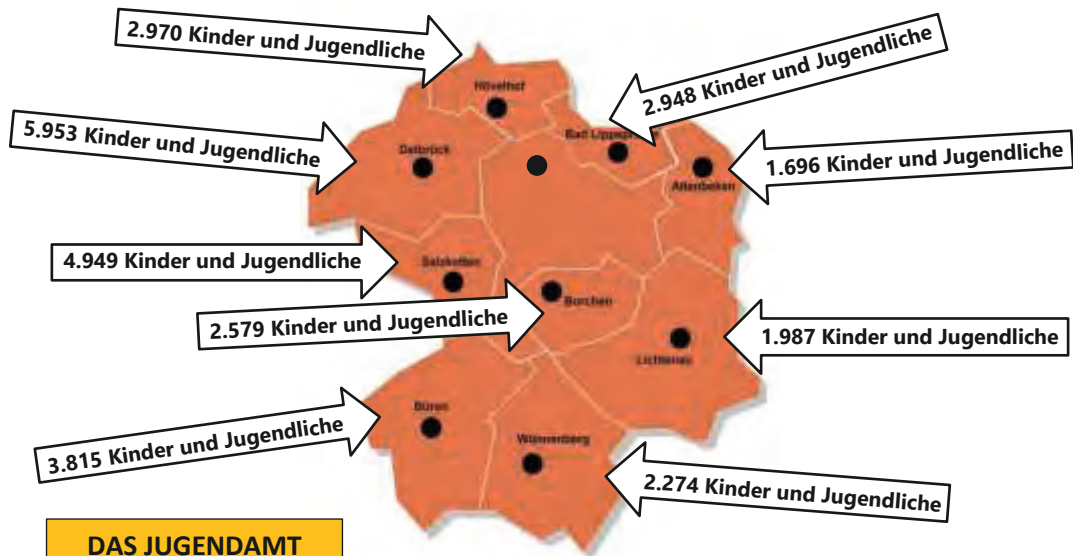 2.970 Kinder und Jugendliche
2.948 Kinder und Jugendliche
Hövelhof
5.953 Kinder und Jugendliche
Delbrück
Bad Lippspr
1.696 Kinder und Jugendliche
Altenbeken
4.949 Kinder und Jugendliche
Salzkotten
Borchen
2.579 Kinder und Jugendliche
1.987 Kinder und Jugendliche
Lichtenau
3.815 Kinder und Jugendliche
Büren
Wünnenberg
2.274 Kinder und Jugendliche
DAS JUGENDAMT